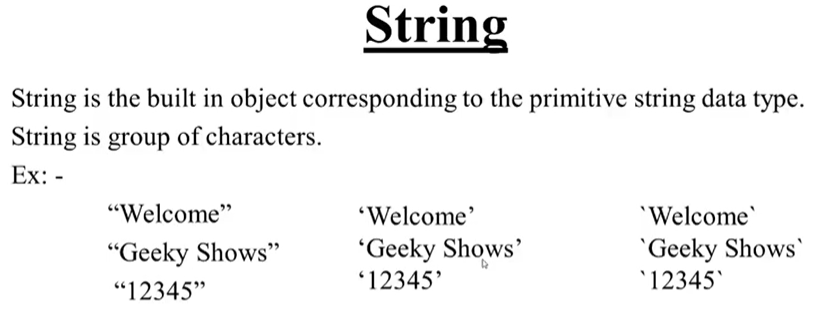 String
String is the built in object corresponding to the primitive string data type.
String is group of characters.
Ex: -
“Welcome” ‘Welcome’ `Welcome`
“Geeky Shows” ‘Geeky Shows’ `Geeky Shows`
“12345” ‘12345’ `12345`